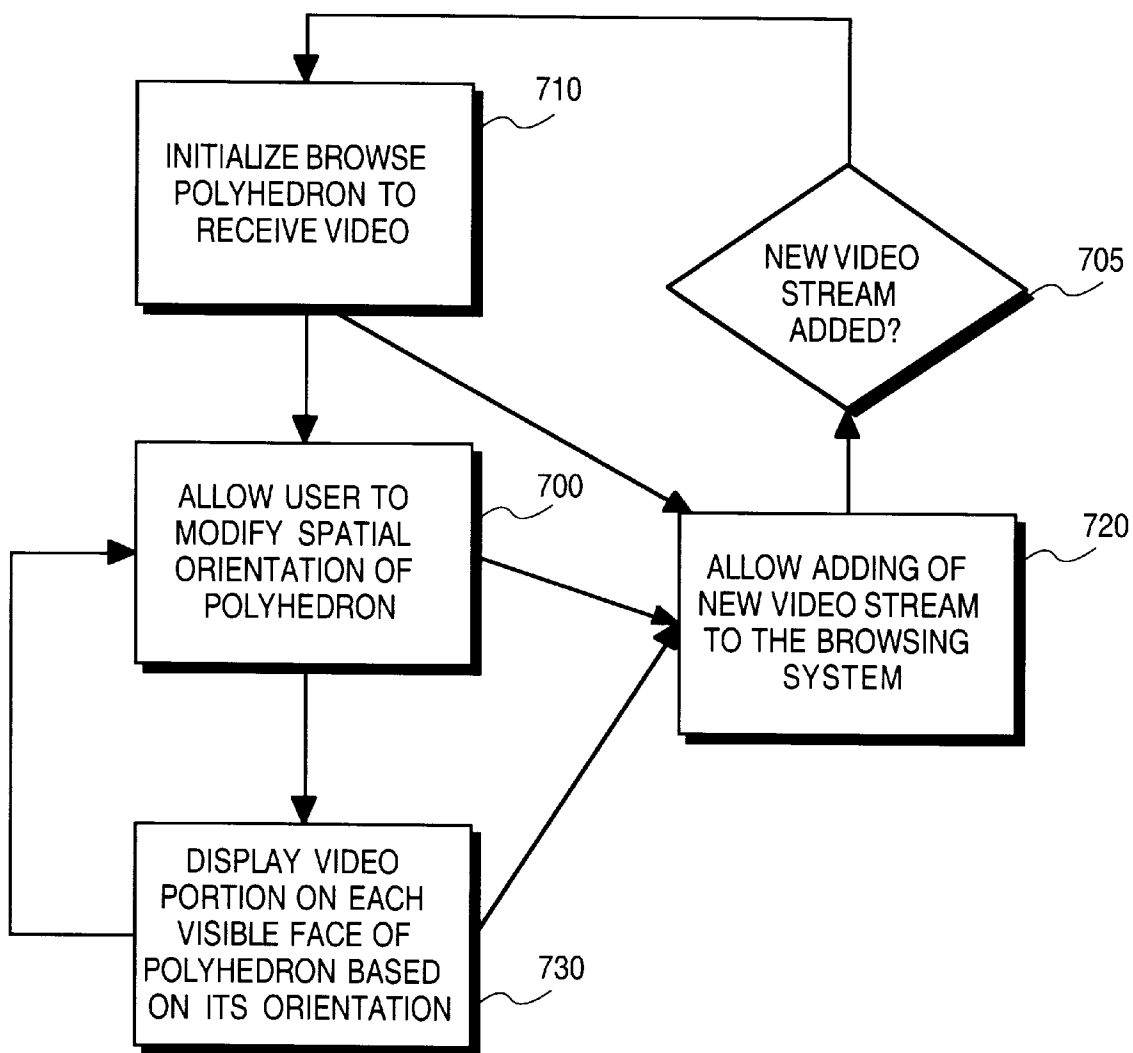 INITIALIZE BROWSE
POLYHEDRON TO
RECEIVE VIDEO
710
NEW VIDEO
STREAM
ADDED?
705
ALLOW USER TO
MODIFY SPATIAL
ORIENTATION OF
POLYHEDRON
700
ALLOW ADDING OF
NEW VIDEO STREAM
TO THE BROWSING
SYSTEM
720
DISPLAY VIDEO
PORTION ON EACH
VISIBLE FACE OF
POLYHEDRON BASED
ON ITS ORIENTATION
730